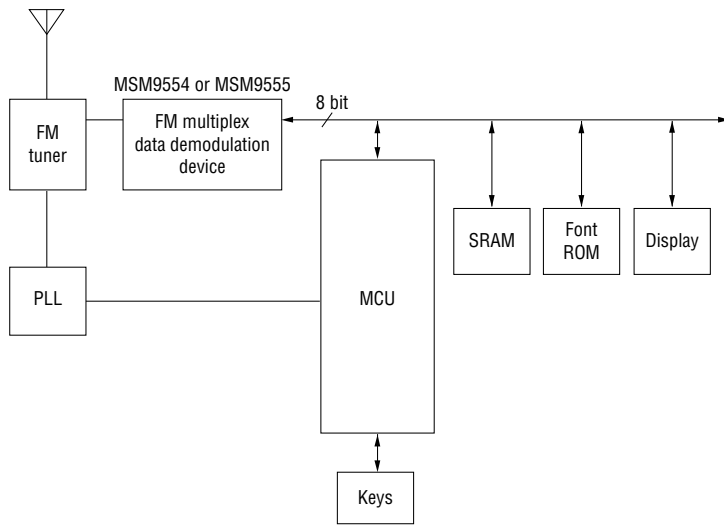 MSM9554 or MSM9555
8 bit
FM
tuner
FM multiplex
data demodulation
device
SRAM
Font
ROM
Display
PLL
MCU
Keys